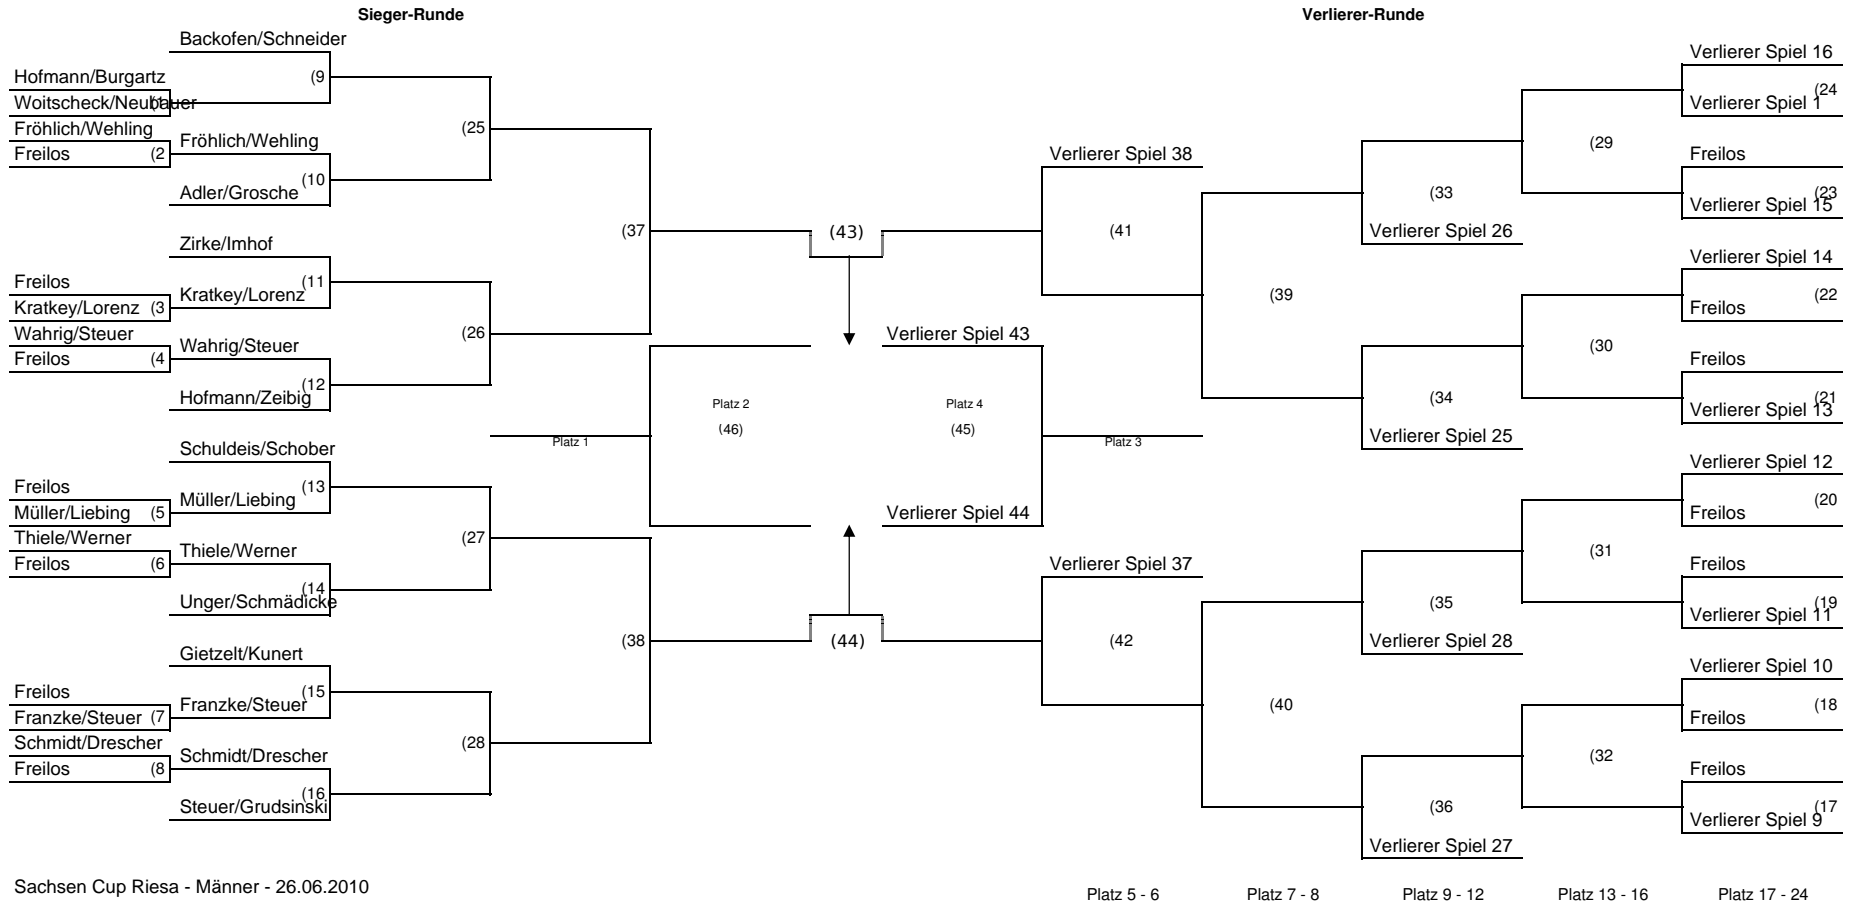 Sieger-Runde
Verlierer-Runde
Backofen/Schneider
Hofmann/Burgartz
(9
Woitscheck/Neubauer
(1
Fröhlich/Wehling
(25
Fröhlich/Wehling
Freilos
(2
(10
Adler/Grosche
(37
Zirke/Imhof
Freilos
(11
Kratkey/Lorenz
Kratkey/Lorenz
(3
Wahrig/Steuer
(26
Wahrig/Steuer
Freilos
(4
(12
Hofmann/Zeibig
Schuldeis/Schober
Freilos
(13
Müller/Liebing
Müller/Liebing
(5
Thiele/Werner
(27
Thiele/Werner
Freilos
(6
(14
Unger/Schmädicke
(38
Gietzelt/Kunert
Freilos
(15
Franzke/Steuer
Franzke/Steuer
(7
Schmidt/Drescher
(28
Schmidt/Drescher
Freilos
(8
(16
Steuer/Grudsinski
(43)
Platz 2
(46)
Platz 1
(44)
Verlierer Spiel 43
Platz 4
(45)
Platz 3
Verlierer Spiel 44
Verlierer Spiel 38
(41
Verlierer Spiel 37
(42
(39
(40
(33
Verlierer Spiel 26
(34
Verlierer Spiel 25
(35
Verlierer Spiel 28
(36
Verlierer Spiel 27
(29
(30
(31
(32
Verlierer Spiel 16
(24
Verlierer Spiel 1
Freilos
(23
Verlierer Spiel 15
Verlierer Spiel 14
(22
Freilos
Freilos
(21
Verlierer Spiel 13
Verlierer Spiel 12
(20
Freilos
Freilos
(19
Verlierer Spiel 11
Verlierer Spiel 10
(18
Freilos
Freilos
(17
Verlierer Spiel 9
Sachsen Cup Riesa - Männer - 26.06.2010
Platz 5 - 6
Platz 7 - 8
Platz 9 - 12
Platz 13 - 16
Platz 17 - 24